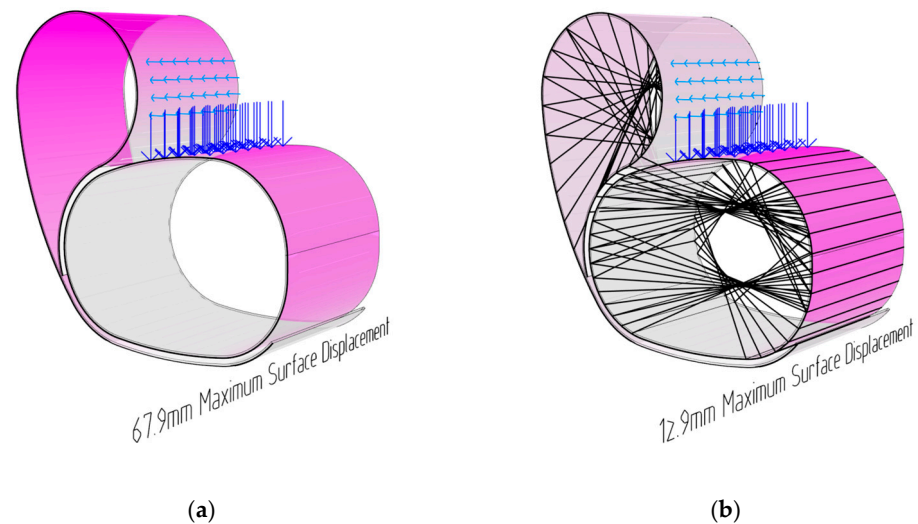 67.9mm Maximum Surface Displacement
12.9mm Maximum Surface Displacement
(a)
(b)